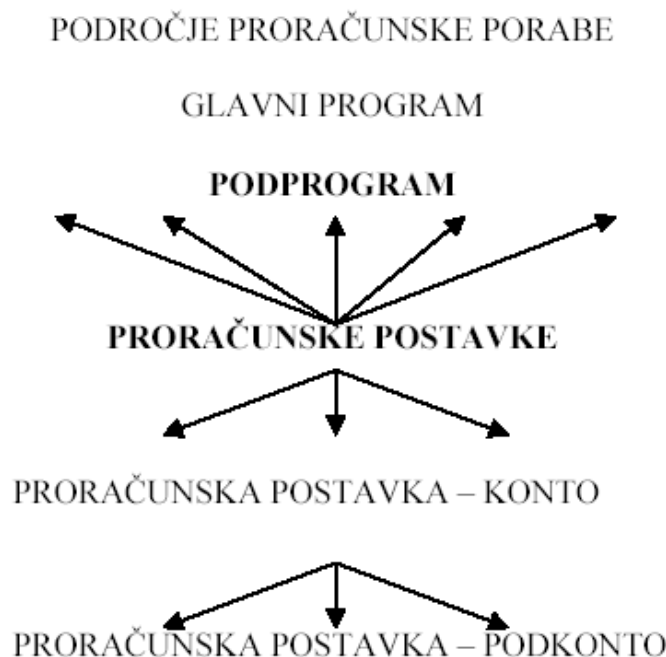 PODROČJE PRORAČUNSKE PORABE
GLAVNI PROGRAM
PODPROGRAM
PRORAČUNSKE POSTAVKE
PRORAČUNSKA POSTAVKA – KONTO
PRORAČUNSKA POSTAVKA – PODKONTO